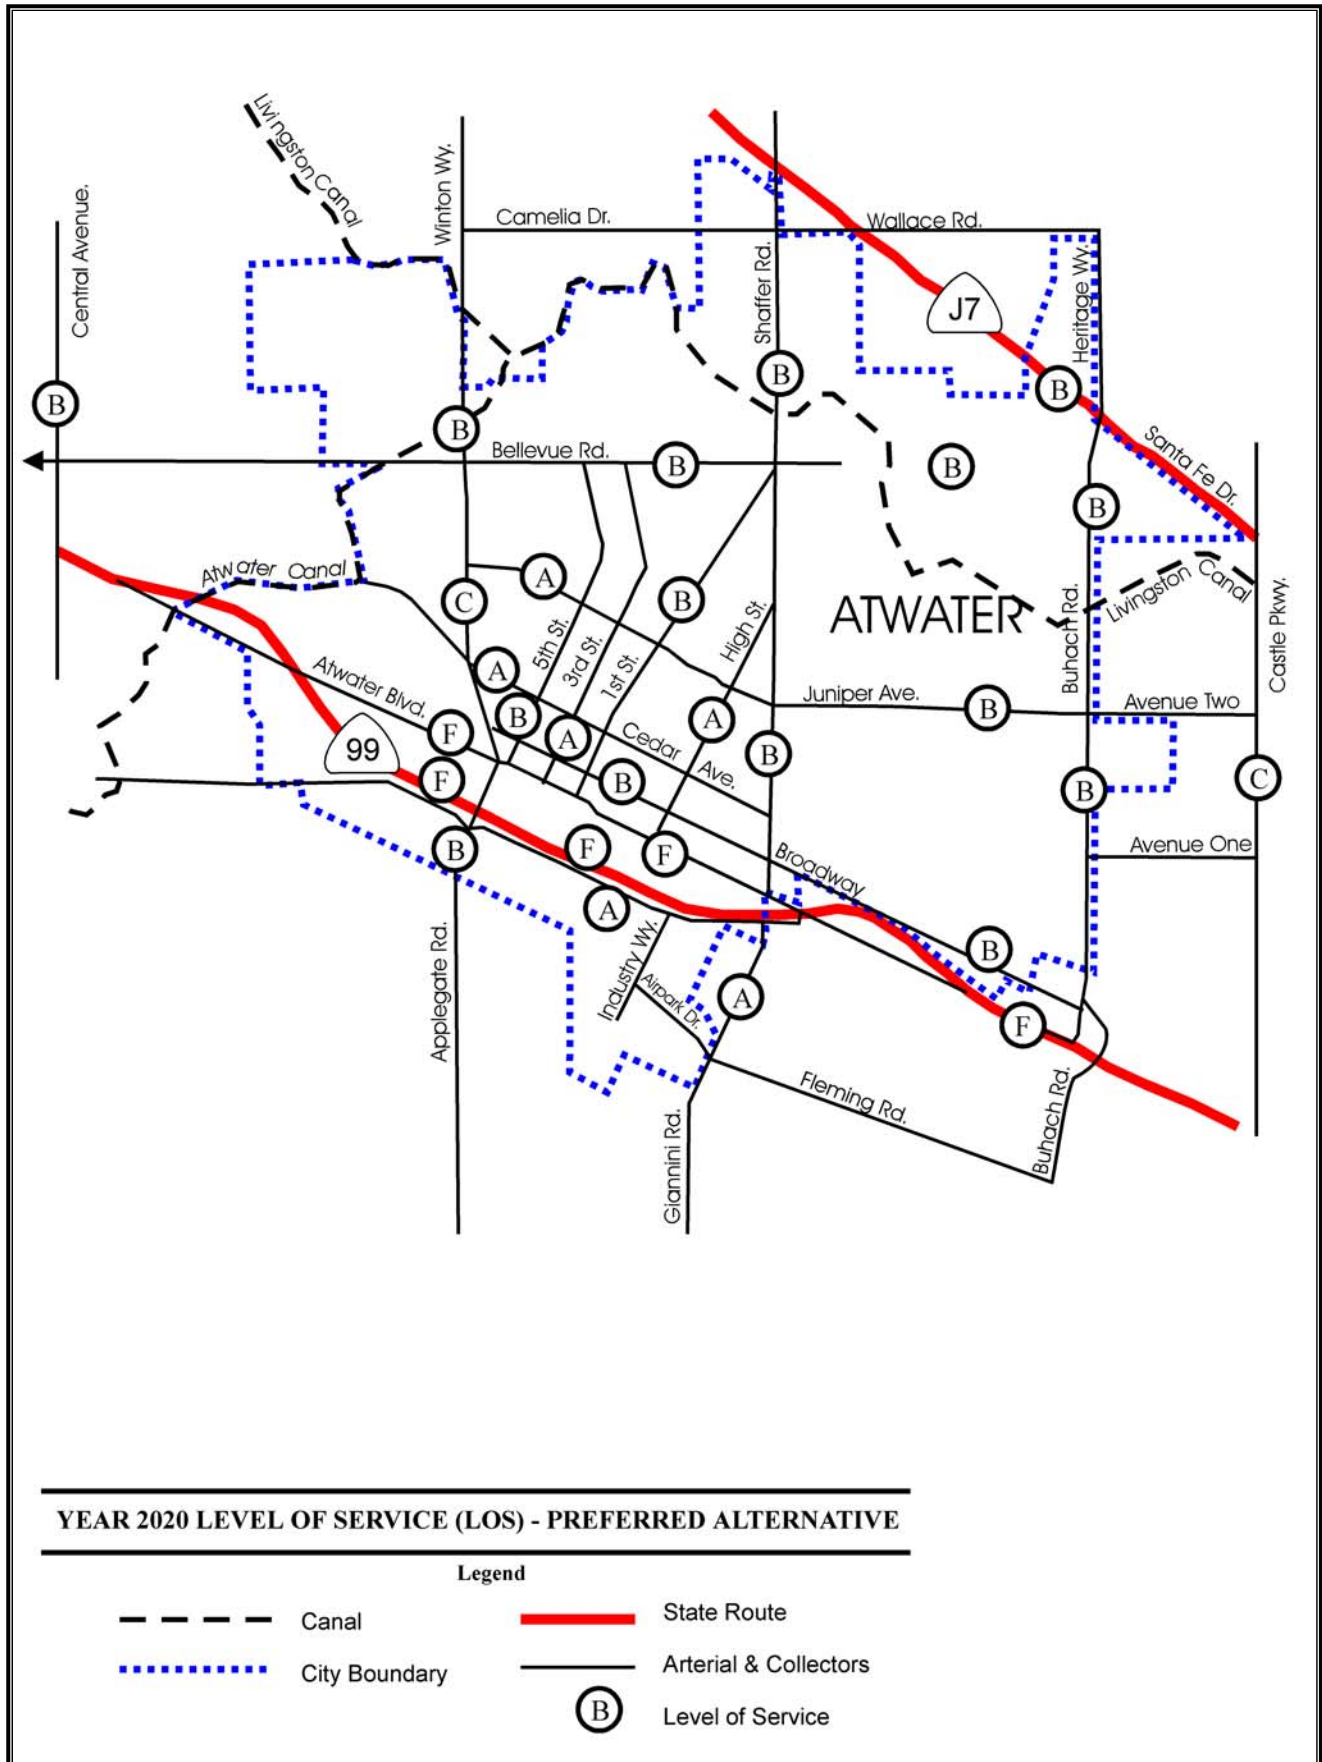 Livingston Canal
Central Avenue.
Winton Wy.
Camelia Dr.
Shaffer Rd.
Wallace Rd.
Heritage Wy.
J7
B
B
B
B
Bellevue Rd.
B
B
B
Santa Fe Dr.
Atwater Canal
A
C
B
ATWATER
Livingston Canal
Buhach Rd.
Castle Pkwy.
5th St.
3rd St.
1st St.
High St.
A
Juniper Ave.
B
Avenue Two
Atwater Blvd.
F
B
A
A
Cedar Ave.
B
99
F
B
B
C
B
F
F
Broadway
Avenue One
A
B
Applegate Rd.
Industry Wy.
Airpark Dr.
A
F
Giannini Rd.
Fleming Rd.
Buhach Rd.
YEAR 2020 LEVEL OF SERVICE (LOS) - PREFERRED ALTERNATIVE
Legend
Canal
State Route
City Boundary
Arterial & Collectors
B
Level of Service